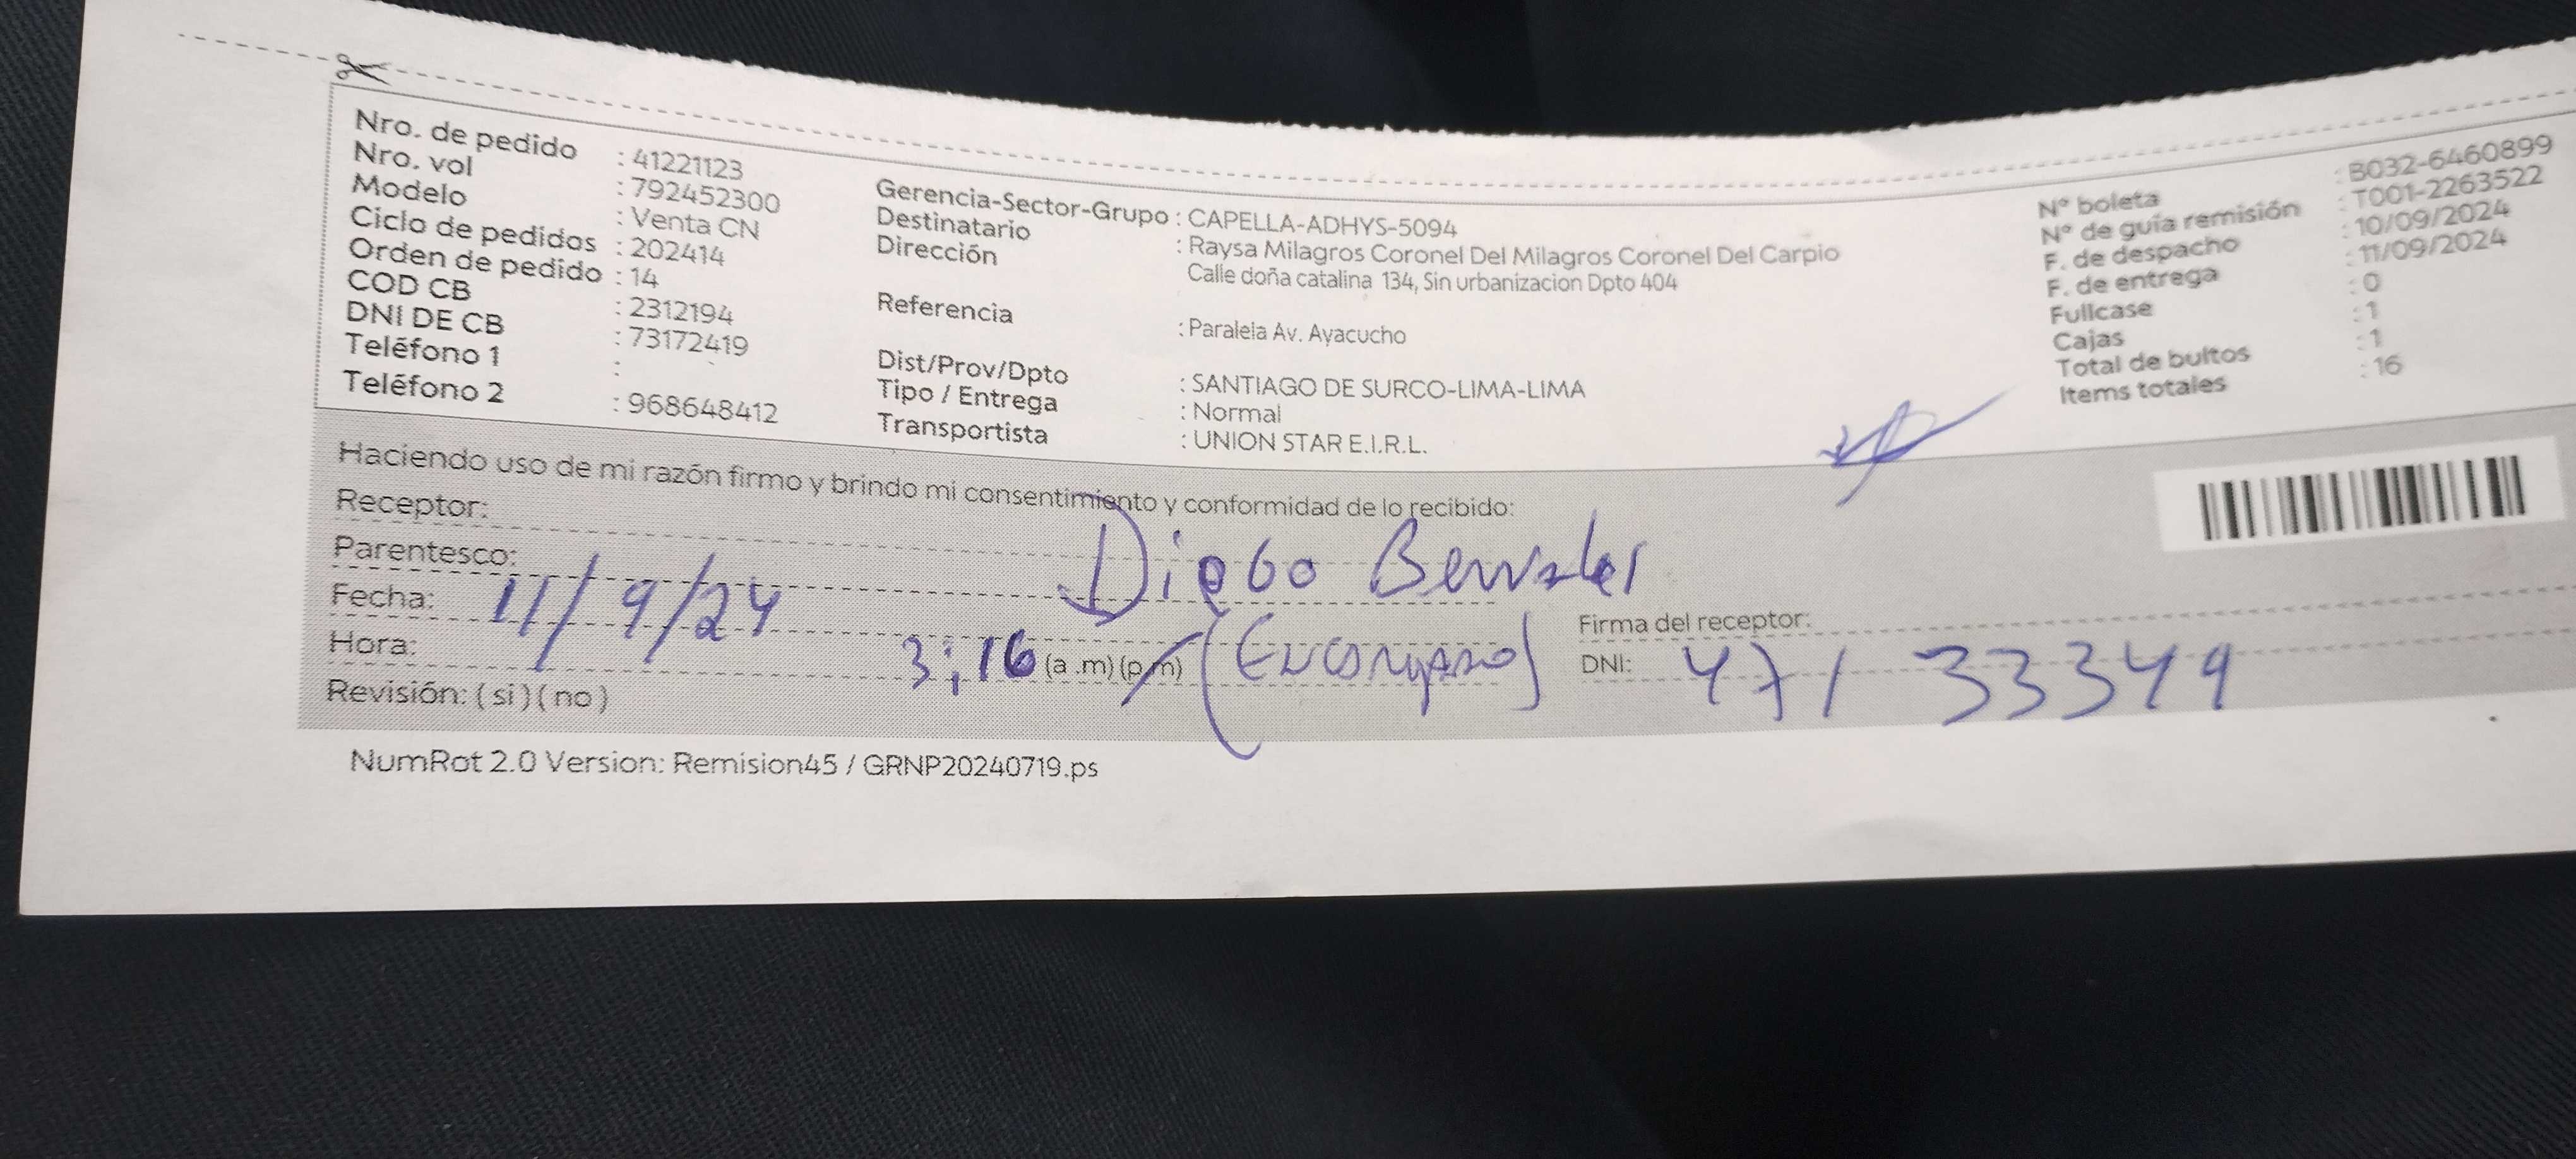 Nro. de pedido : 41221123
Nro. vol : 792452300
Modelo : Venta CN
Ciclo de pedidos : 202414
Orden de pedido : 14
COD CB : 2312194
DNI DE CB : 73172419
Teléfono 1 :
Teléfono 2 : 968648412
Gerencia-Sector-Grupo : CAPELLA-ADHYS-5094
Destinatario : Raysa Milagros Coronel Del Milagros Coronel Del Carpio
Dirección Calle doña catalina 134, Sin urbanizacion Dpto 404
Referencia : Paralela Av. Ayacucho
Dist/Prov/Dpto : SANTIAGO DE SURCO-LIMA-LIMA
Tipo / Entrega : Normal
Transportista : UNION STAR E.I.R.L.
N° boleta : B032-6460899
N° de guía remisión : T001-2263522
F. de despacho : 10/09/2024
F. de entrega : 11/09/2024
Fullcase : 0
Cajas : 1
Total de bultos : 1
Items totales : 16
Haciendo uso de mi razón firmo y brindo mi consentimiento y conformidad de lo recibido:
Receptor:
Parentesco: Diego
Fecha: 11/9/24
Firma del receptor:
Hora: 3:16 (a.m)(p.m)
DNI: 47133349
Revisión: (si)(no)
NumRot 2.0 Version: Remision45 / GRNP20240719.ps